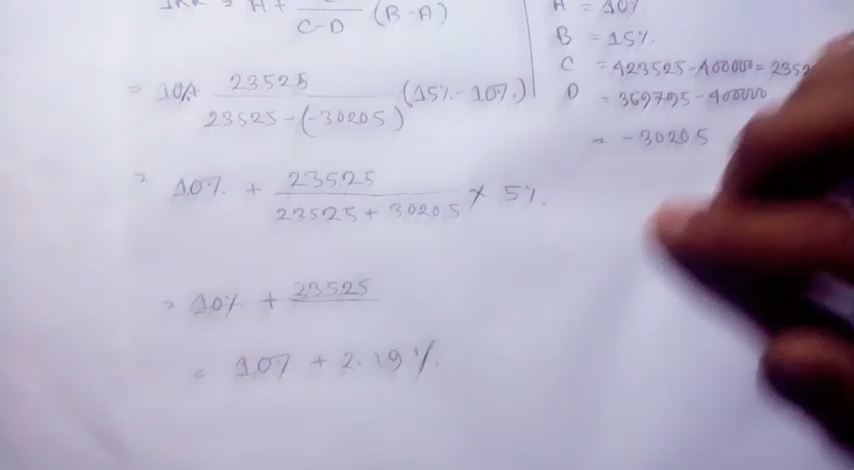 IRR = A + C/C-D (B-A)
= 10% + 23525/23525-(-30205) (15%-10%)
= 10% + 23525/23525+30205 × 5%.
= 10% + 23525
= 10% + 2.19%.
A = 10%
B = 15%.
C = 423525-400000=2352
D = 369795-400000
= -30205